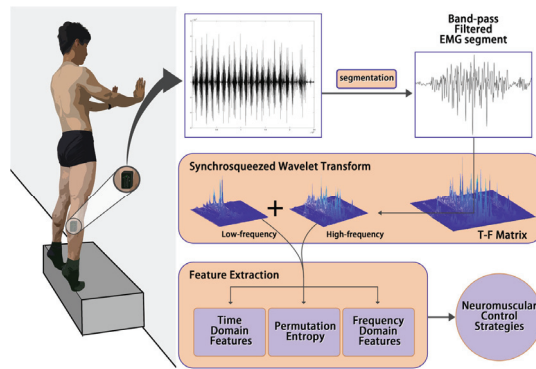 Band-pass
Filtered
EMG segment
segmentation
Synchrosqueezed Wavelet Transform
Low-frequency
High-frequency
T-F Matrix
Feature Extraction
Time
Domain
Features
Permutation
Entropy
Frequency
Domain
Features
Neuromuscular
Control
Strategies